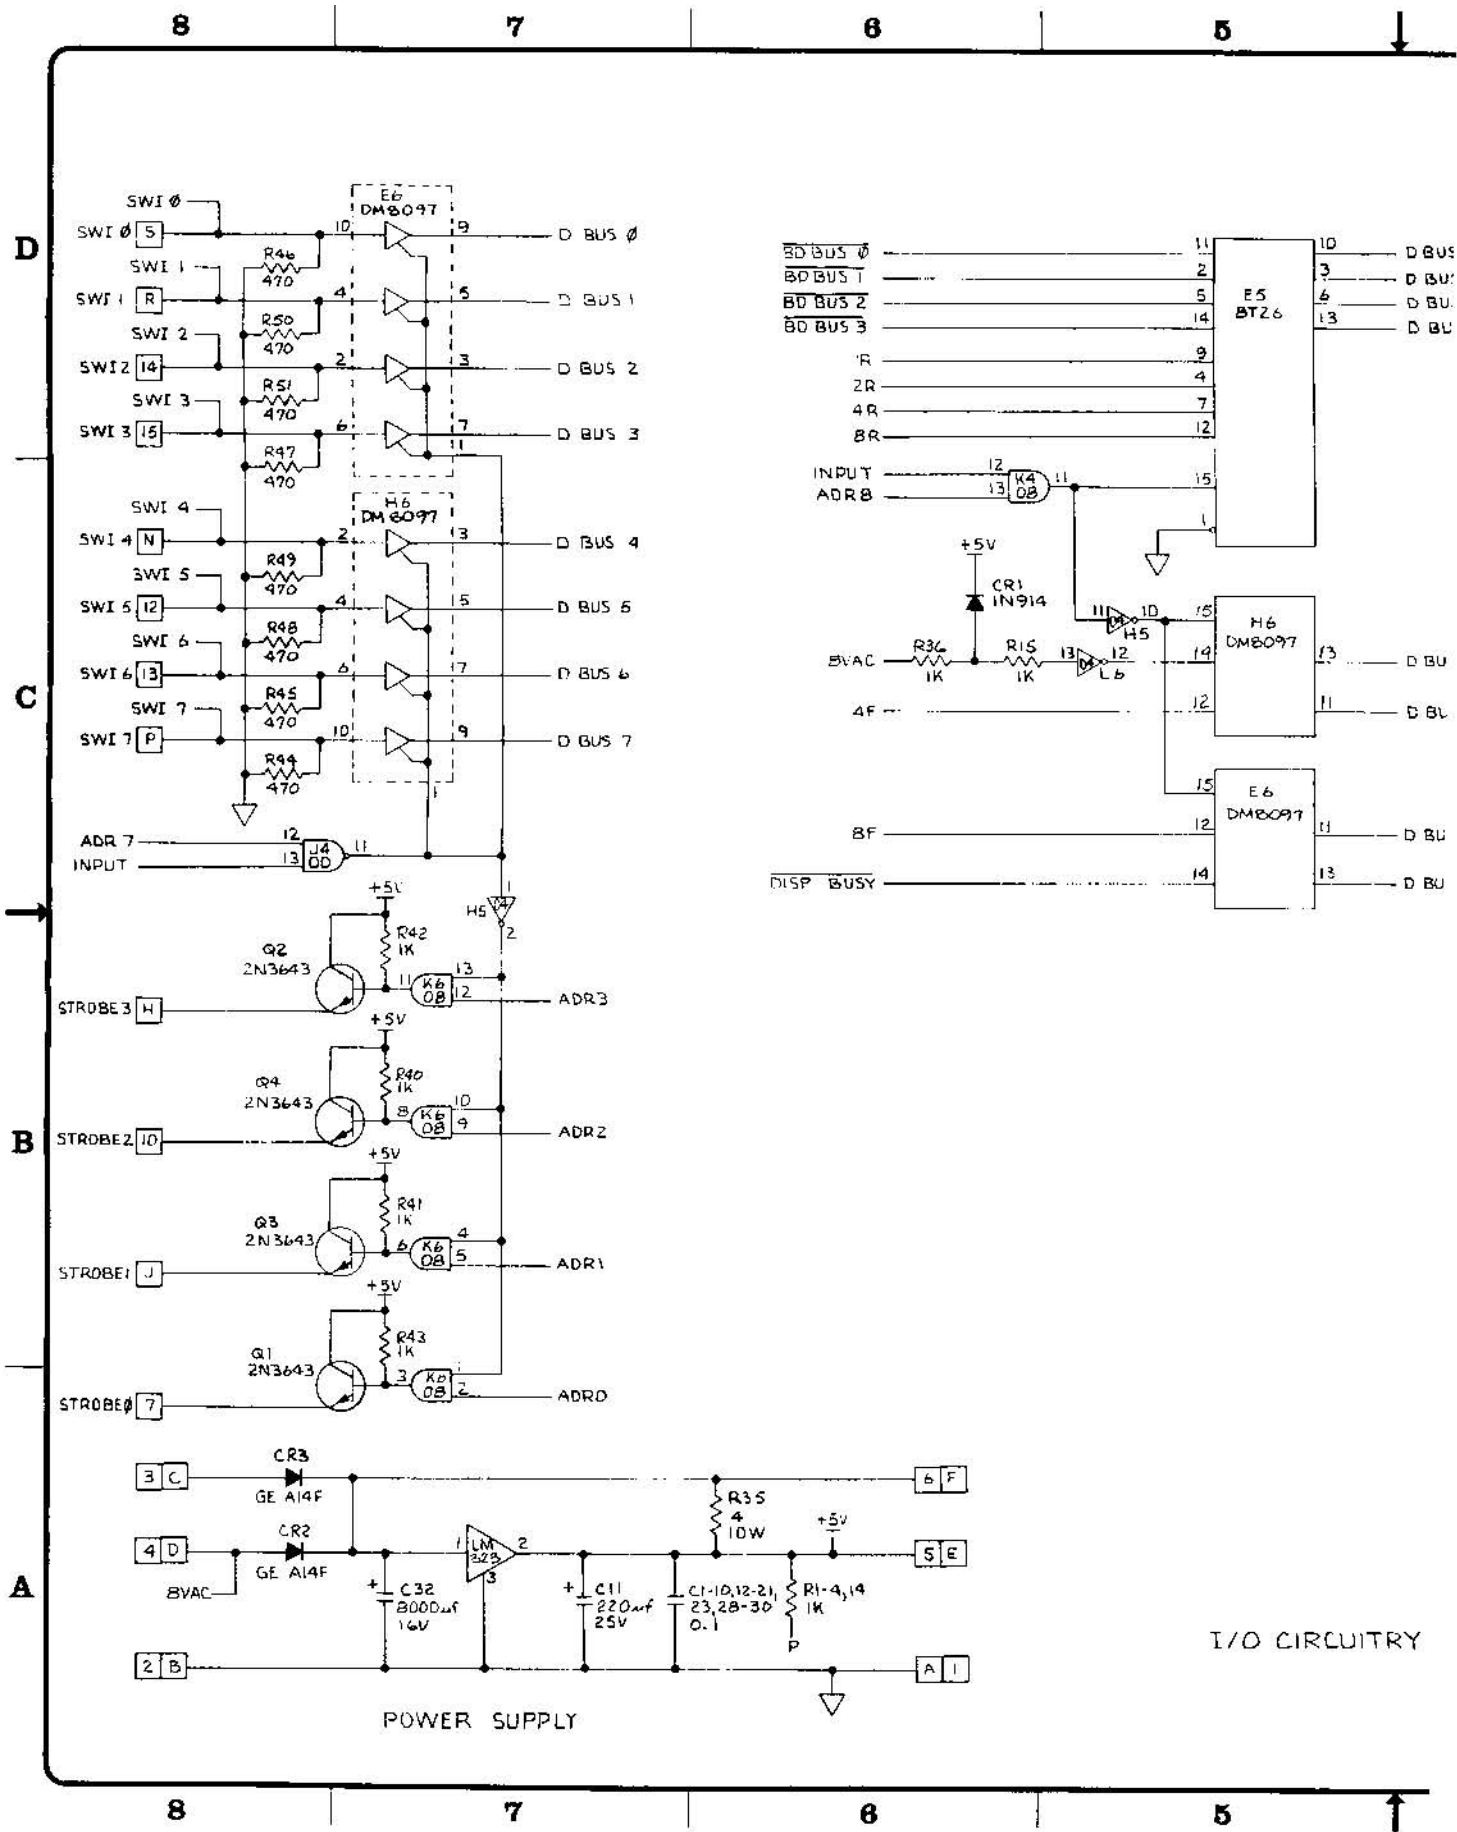 8 7 6 5
D
SWI Ø
SWI Ø 5
R46
470
10
E6
DM8097
9
D BUS Ø
SWI 1
SWI 1 R
R50
470
4
5
D BUS 1
SWI 2
SWI 2 14
R51
470
2
3
D BUS 2
SWI 3
SWI 3 15
R47
470
6
7
1
D BUS 3
SWI 4
SWI 4 N
R49
470
2
H6
DM8097
3
D BUS 4
SWI 5
SWI 5 12
R48
470
4
5
D BUS 5
C
SWI 6
SWI 6 13
R45
470
6
7
D BUS 6
SWI 7
SWI 7 P
R44
470
10
9
D BUS 7
1
ADR 7 12
INPUT 13
J4
00
11
1
H5 04
2
BD BUS Ø 11
BD BUS 1 2
BD BUS 2 5
BD BUS 3 14
9
2R 4
4R 7
8R 12
E5
8T26
10 D BUS
3
6
13
INPUT 12
ADR8 13
K4
08
11
15
1
+5V
CR1
1N914
11 04 10
H5
8VAC
R36
1K
R15
1K
13 04 12
L6
15
14
H6
DM8097
13
4F 12
11
15
E6
DM8097
8F 12
11
DISP BUSY 14
13
+5V
R42
1K
Q2
2N3643
11
K6
08
13
12
ADR3
STROBE3 H
+5V
R40
1K
Q4
2N3643
8
K6
08
10
9
ADR2
B
STROBE2 10
+5V
R41
1K
Q3
2N3643
6
K6
08
4
5
ADR1
STROBE1 J
+5V
R43
1K
Q1
2N3643
3
K6
08
1
2
ADR0
STROBEØ 7
A
3 C
CR3
GE A14F
6 F
4 D
CR2
GE A14F
8VAC
1
LM
323
2
3
R35
4
10W
+5V
5 E
+ C32
8000uf
16V
+ C11
220uf
25V
C1-10,12-21,
23,28-30
0.1
R1-4,14
1K
P
2 B
A 1
POWER SUPPLY
I/O CIRCUITRY
8 7 6 5